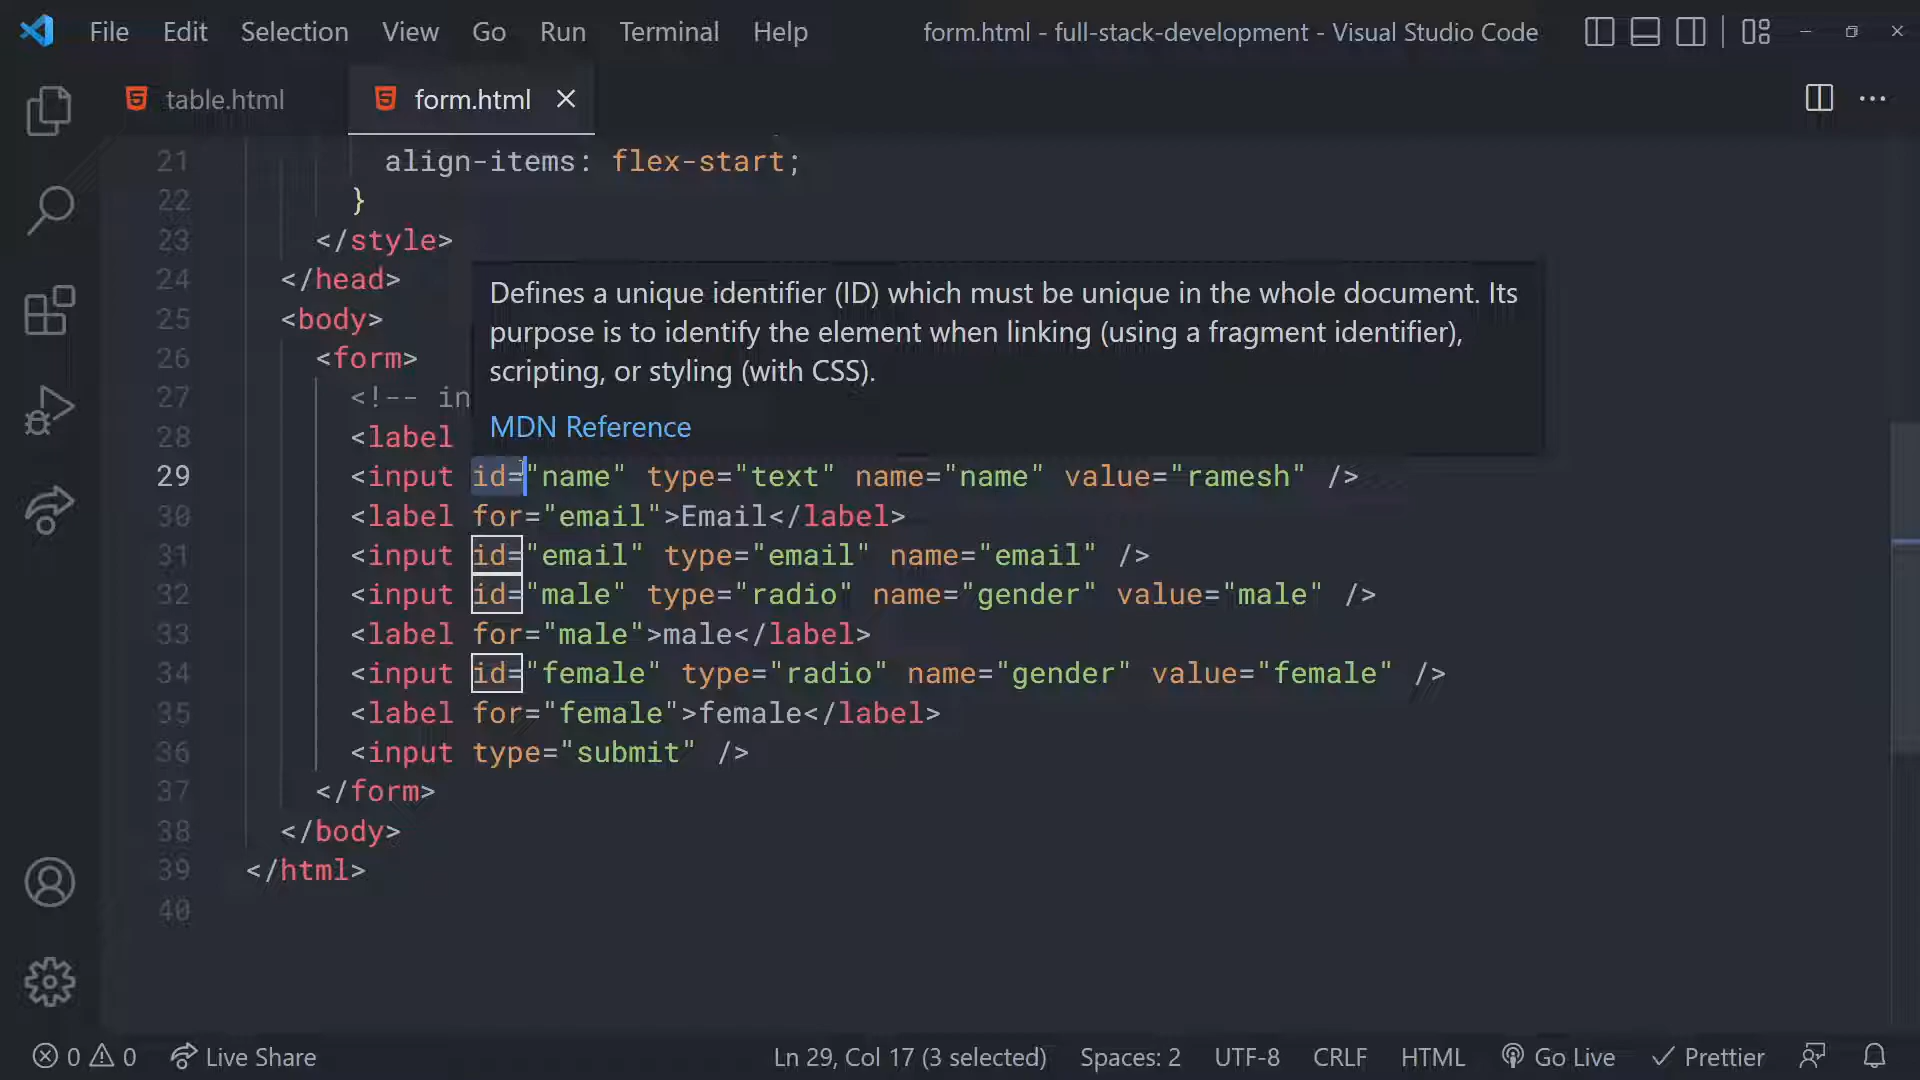 File Edit Selection View Go Run Terminal Help form.html - full-stack-development - Visual Studio Code
table.html form.html
21 align-items: flex-start;
22 }
23 </style>
24 </head>
25 <body>
26 <form>
27 <!-- in
28 <label
Defines a unique identifier (ID) which must be unique in the whole document. Its
purpose is to identify the element when linking (using a fragment identifier),
scripting, or styling (with CSS).
MDN Reference
29 <input id="name" type="text" name="name" value="ramesh" />
30 <label for="email">Email</label>
31 <input id="email" type="email" name="email" />
32 <input id="male" type="radio" name="gender" value="male" />
33 <label for="male">male</label>
34 <input id="female" type="radio" name="gender" value="female" />
35 <label for="female">female</label>
36 <input type="submit" />
37 </form>
38 </body>
39 </html>
40
0 0 Live Share Ln 29, Col 17 (3 selected) Spaces: 2 UTF-8 CRLF HTML Go Live Prettier